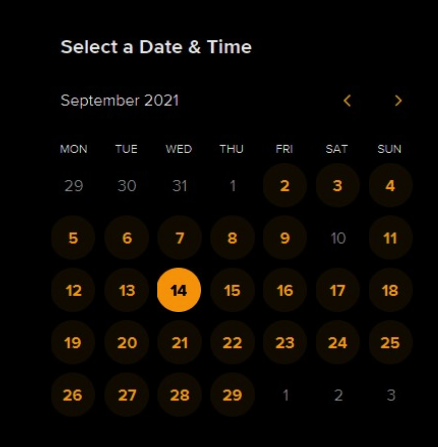 Select a Date & Time
September 2021
MON TUE WED THU FRI SAT SUN
29 30 31 1 2 3 4
5 6 7 8 9 10 11
12 13 14 15 16 17 18
19 20 21 22 23 24 25
26 27 28 29 1 2 3